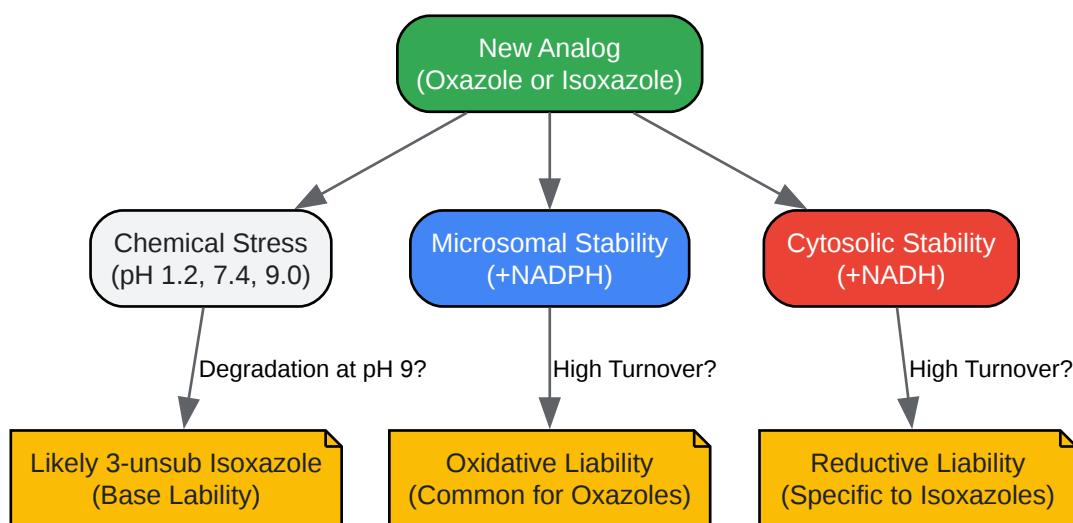 New Analog
(Oxazole or Isoxazole)
Chemical Stress
(pH 1.2, 7.4, 9.0)
Microsomal Stability
(+NADPH)
Cytosolic Stability
(+NADH)
Degradation at pH 9?
High Turnover?
High Turnover?
Likely 3-unsub Isoxazole
(Base Lability)
Oxidative Liability
(Common for Oxazoles)
Reductive Liability
(Specific to Isoxazoles)